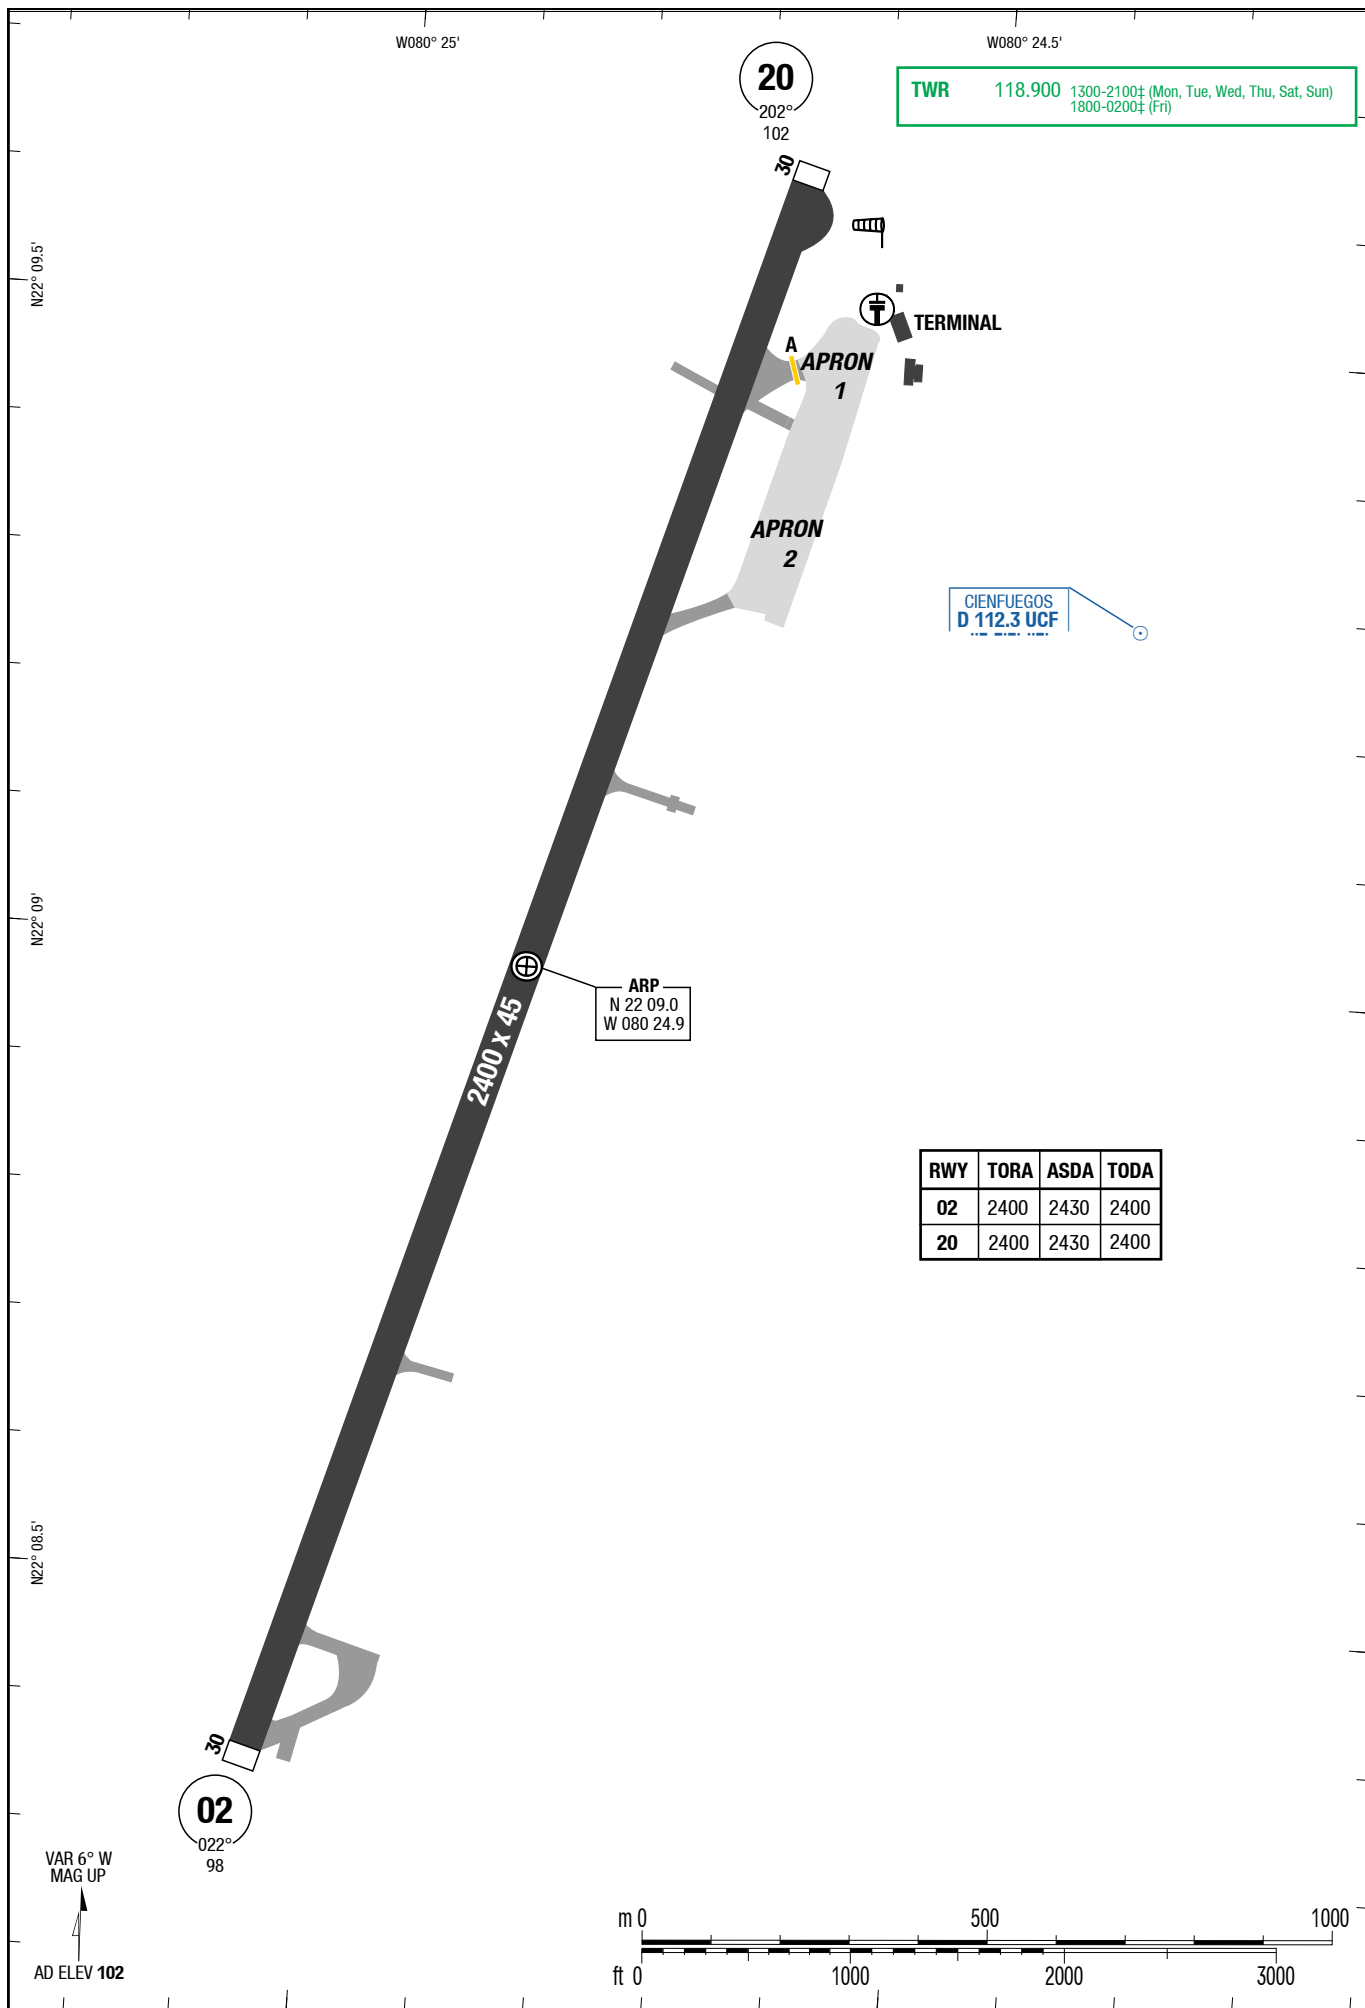 W080° 25'
W080° 24.5'
20
202°
102
TWR 118.900 1300-2100‡ (Mon, Tue, Wed, Thu, Sat, Sun)
1800-0200‡ (Fri)
30
N22° 09.5'
TERMINAL
A
APRON
1
APRON
2
CIENFUEGOS
D 112.3 UCF
N22° 09'
ARP
N 22 09.0
W 080 24.9
2400 x 45
RWY TORA ASDA TODA
02 2400 2430 2400
20 2400 2430 2400
N22° 08.5'
30
02
022°
98
VAR 6° W
MAG UP
AD ELEV 102
m 0 500 1000
ft 0 1000 2000 3000